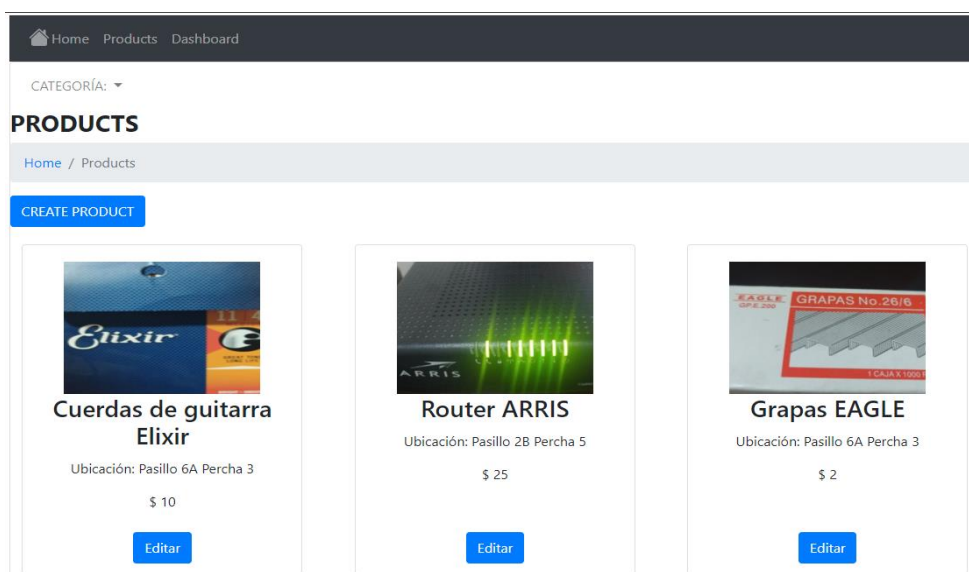 Home Products Dashboard
CATEGORÍA:
PRODUCTS
Home / Products
CREATE PRODUCT
Elixir
ARRIS
EAGLE
GRAPAS No.26/6
1 CAJA X 1000
Cuerdas de guitarra
Elixir
Ubicación: Pasillo 6A Percha 3
$ 10
Editar
Router ARRIS
Ubicación: Pasillo 2B Percha 5
$ 25
Editar
Grapas EAGLE
Ubicación: Pasillo 6A Percha 3
$ 2
Editar